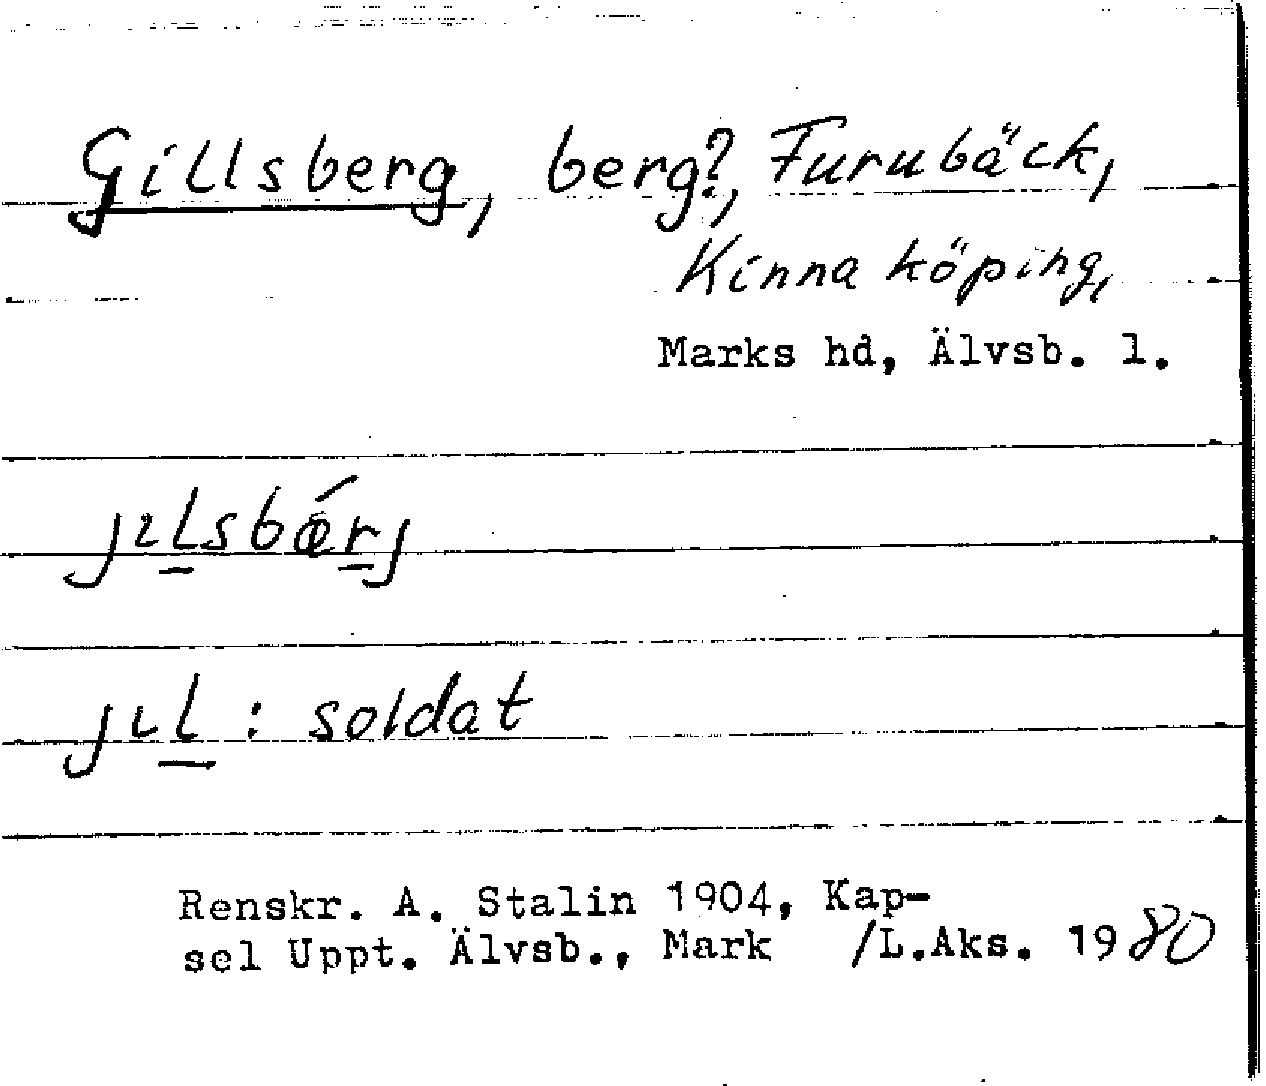 Gillsberg, berg?, Furubäck,
Kinna köping,
Marks hd, Älvsb. l.
jılsbǽrj
jıl : soldat
Renskr. A. Stalin 1904, Kap-
sel Uppt. Älvsb., Mark /L.Aks. 1980